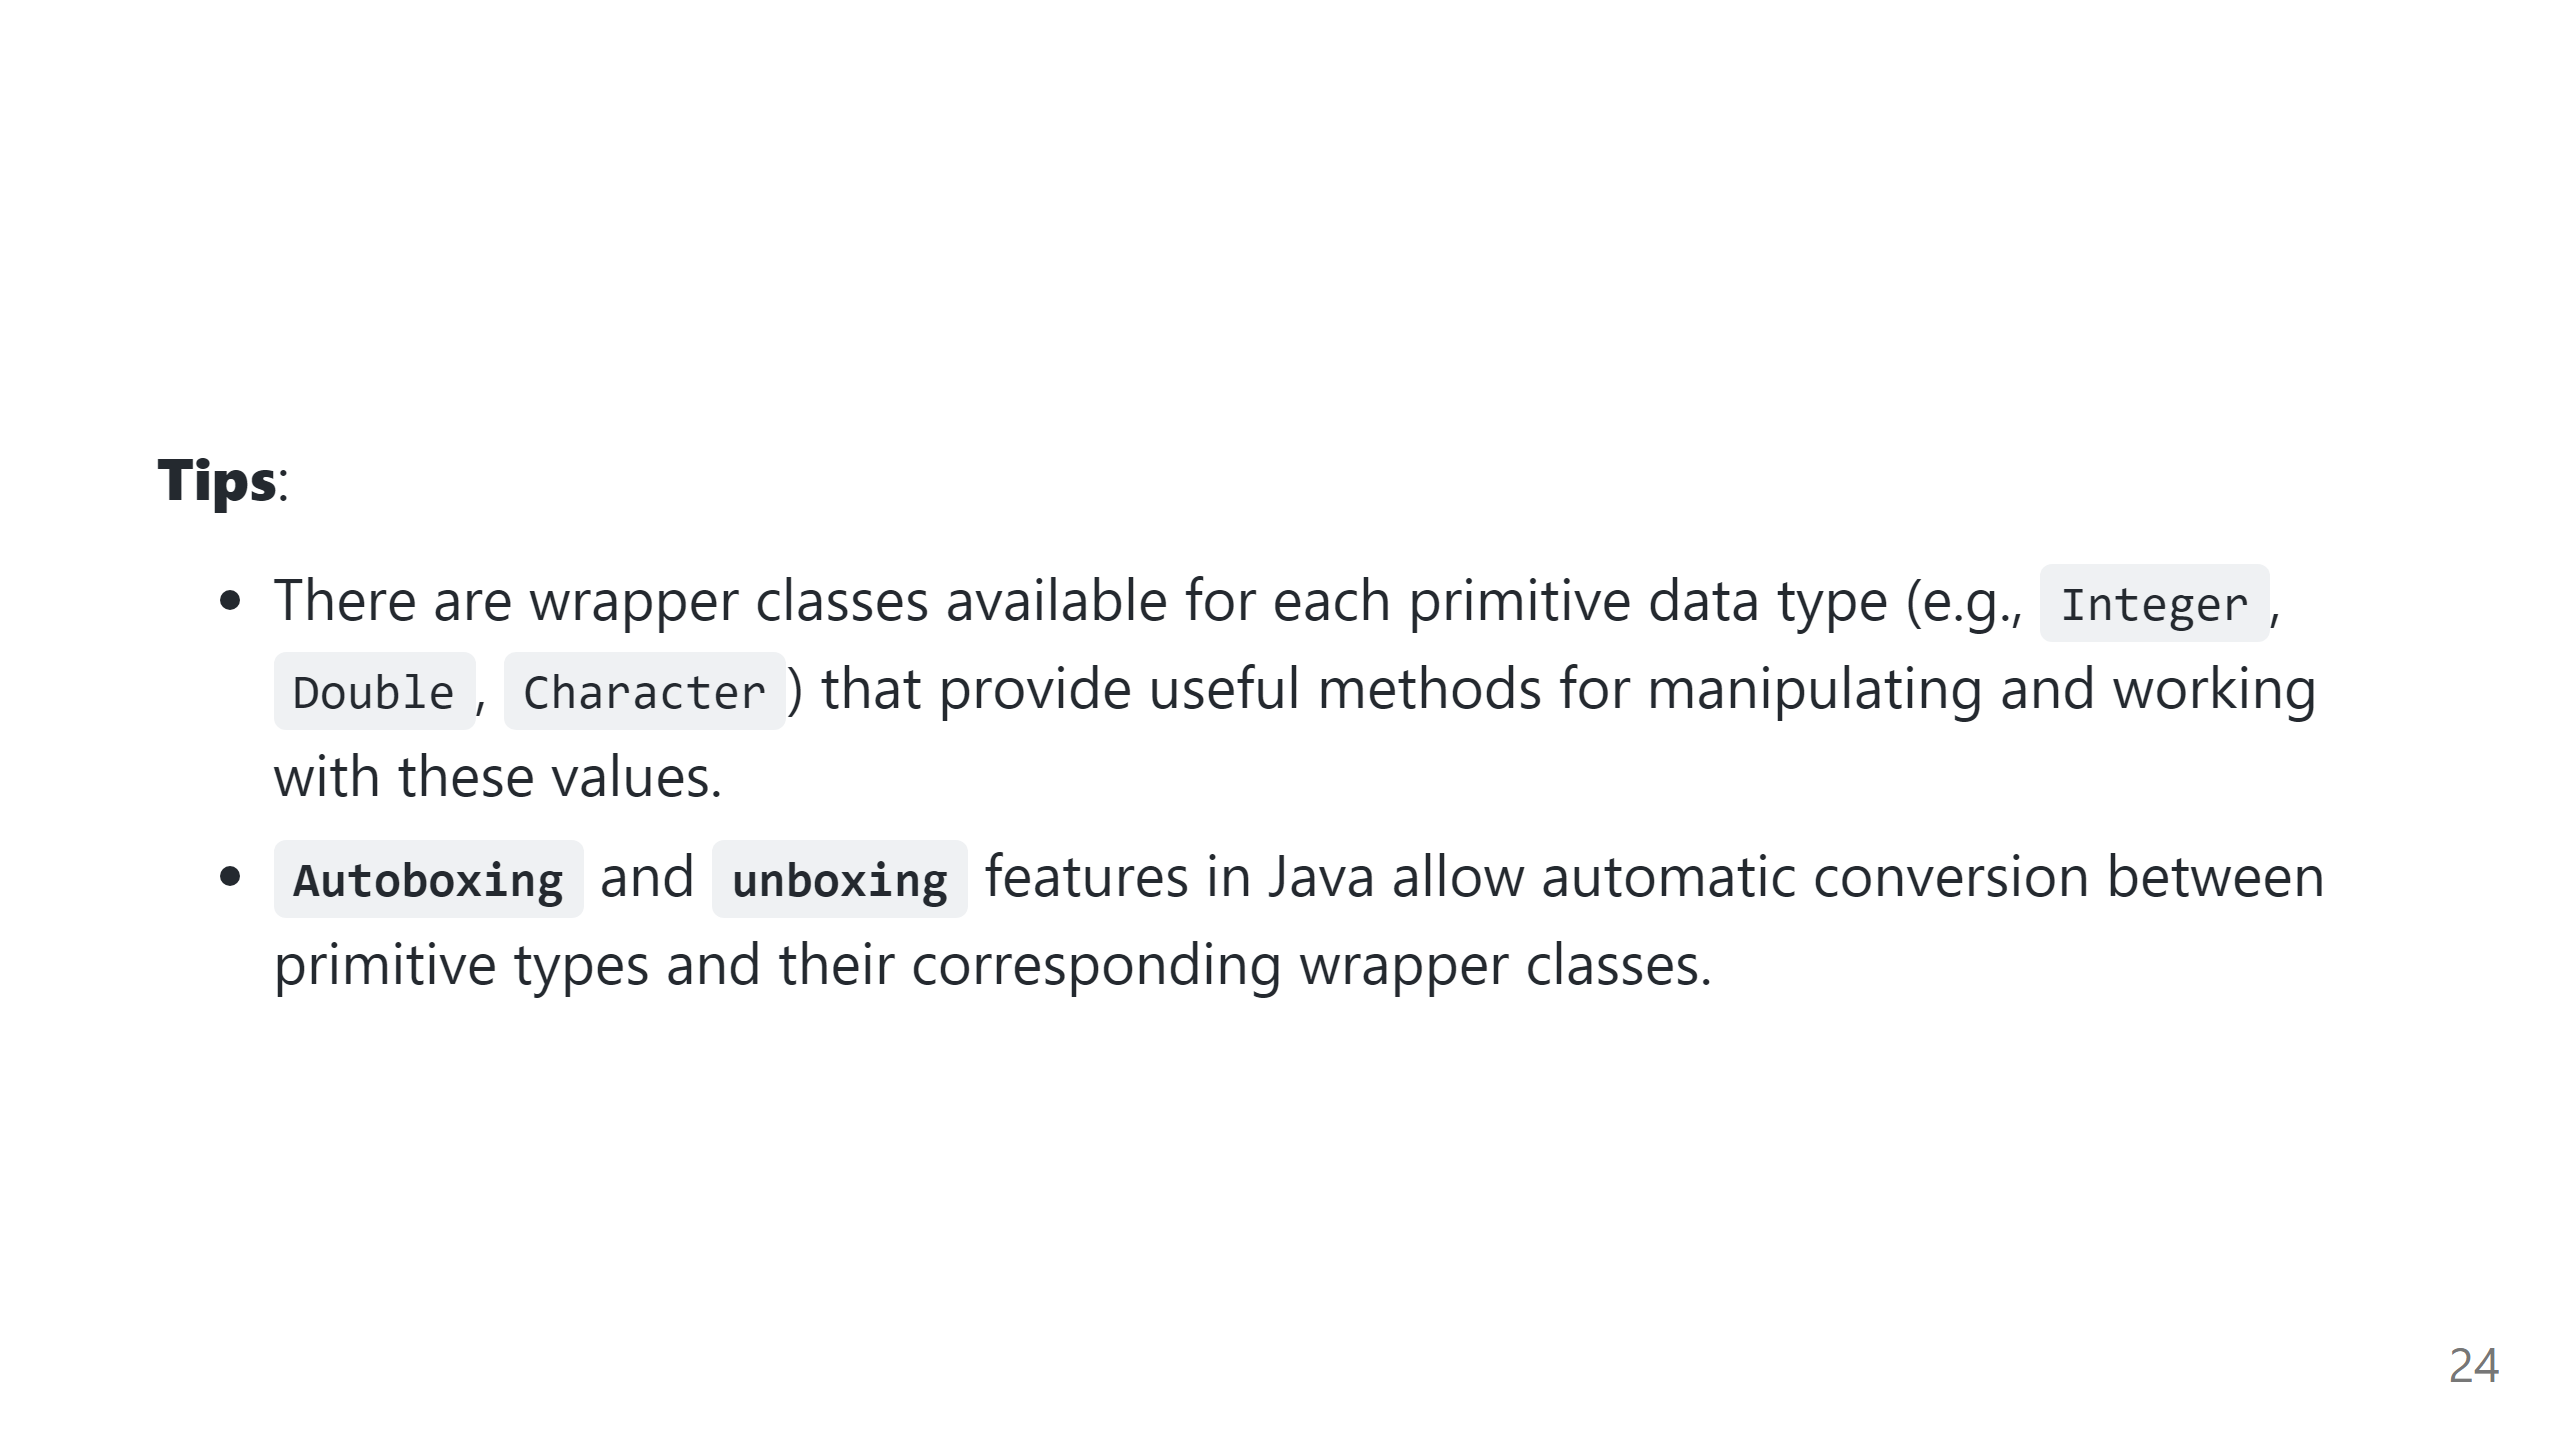 Tips:
There are wrapper classes available for each primitive data type (e.g., Integer,
Double, Character) that provide useful methods for manipulating and working
with these values.
Autoboxing and unboxing features in Java allow automatic conversion between
primitive types and their corresponding wrapper classes.
24